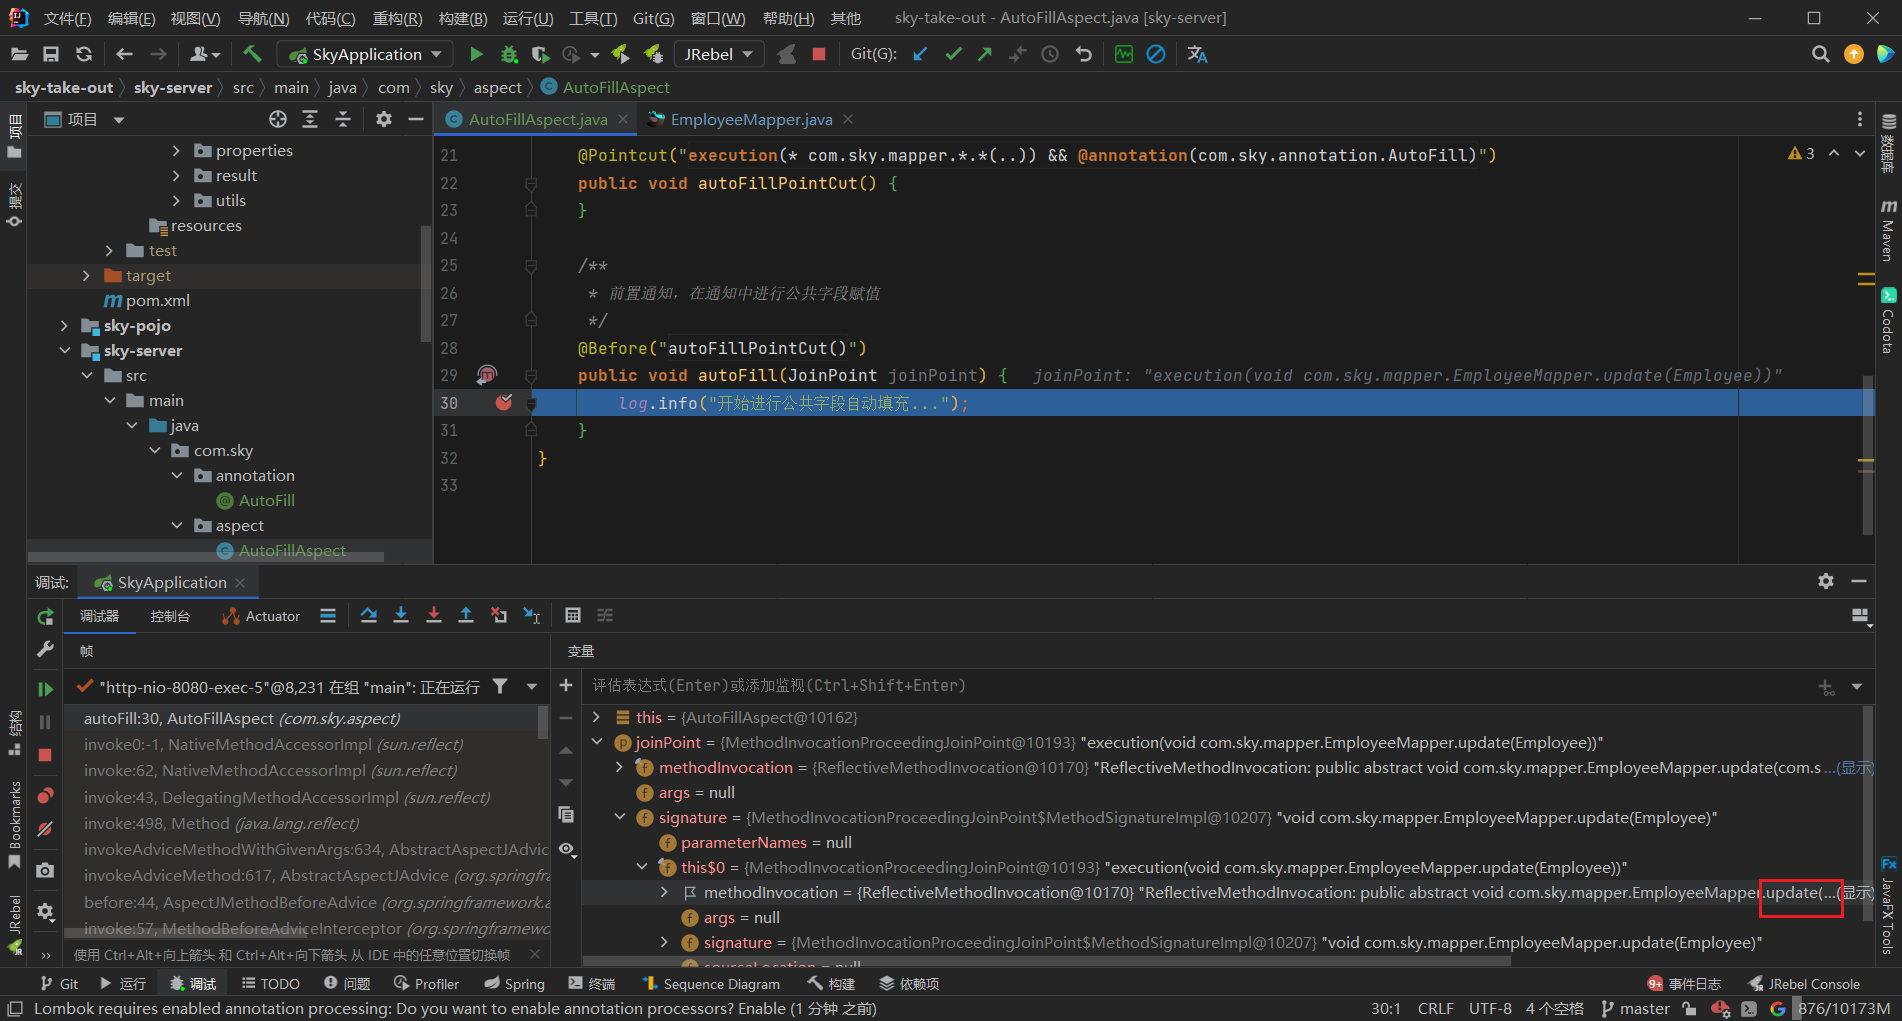 文件(F) 编辑(E) 视图(V) 导航(N) 代码(C) 重构(R) 构建(B) 运行(U) 工具(T) Git(G) 窗口(W) 帮助(H) 其他 sky-take-out - AutoFillAspect.java [sky-server]
SkyApplication JRebel Git(G):
sky-take-out sky-server src main java com sky aspect AutoFillAspect
项目
AutoFillAspect.java EmployeeMapper.java
properties
result
utils
resources
test
target
pom.xml
sky-pojo
sky-server
src
main
java
com.sky
annotation
AutoFill
aspect
AutoFillAspect
21 @Pointcut("execution(* com.sky.mapper.*.*(..)) && @annotation(com.sky.annotation.AutoFill)")
3
22 public void autoFillPointCut() {
23 }
24
25 /**
26 * 前置通知，在通知中进行公共字段赋值
27 */
28 @Before("autoFillPointCut()")
29 public void autoFill(JoinPoint joinPoint) { joinPoint: "execution(void com.sky.mapper.EmployeeMapper.update(Employee))"
30 log.info("开始进行公共字段自动填充...");
31 }
32 }
33
项目
提交
结构
Bookmarks
JRebel
数据库
Maven
Codota
JavaFX Tools
调试: SkyApplication
调试器 控制台 Actuator
帧 变量
"http-nio-8080-exec-5"@8,231 在组 "main": 正在运行
autoFill:30, AutoFillAspect (com.sky.aspect)
invoke0:-1, NativeMethodAccessorImpl (sun.reflect)
invoke:62, NativeMethodAccessorImpl (sun.reflect)
invoke:43, DelegatingMethodAccessorImpl (sun.reflect)
invoke:498, Method (java.lang.reflect)
invokeAdviceMethodWithGivenArgs:634, AbstractAspectJAdvic
invokeAdviceMethod:617, AbstractAspectJAdvice (org.springfra
before:44, AspectJMethodBeforeAdvice (org.springframework.a
invoke:57, MethodBeforeAdviceInterceptor (org.springframewo
使用 Ctrl+Alt+向上箭头 和 Ctrl+Alt+向下箭头 从 IDE 中的任意位置切换帧
评估表达式(Enter)或添加监视(Ctrl+Shift+Enter)
this = {AutoFillAspect@10162}
joinPoint = {MethodInvocationProceedingJoinPoint@10193} "execution(void com.sky.mapper.EmployeeMapper.update(Employee))"
methodInvocation = {ReflectiveMethodInvocation@10170} "ReflectiveMethodInvocation: public abstract void com.sky.mapper.EmployeeMapper.update(com.s ...(显示)
args = null
signature = {MethodInvocationProceedingJoinPoint$MethodSignatureImpl@10207} "void com.sky.mapper.EmployeeMapper.update(Employee)"
parameterNames = null
this$0 = {MethodInvocationProceedingJoinPoint@10193} "execution(void com.sky.mapper.EmployeeMapper.update(Employee))"
methodInvocation = {ReflectiveMethodInvocation@10170} "ReflectiveMethodInvocation: public abstract void com.sky.mapper.EmployeeMapper.update(...(显示)
args = null
signature = {MethodInvocationProceedingJoinPoint$MethodSignatureImpl@10207} "void com.sky.mapper.EmployeeMapper.update(Employee)"
sourceLocation = null
Git 运行 调试 TODO 问题 Profiler Spring 终端 Sequence Diagram 构建 依赖项 9+ 事件日志 JRebel Console
Lombok requires enabled annotation processing: Do you want to enable annotation processors? Enable (1 分钟 之前) 30:1 CRLF UTF-8 4 个空格 master 876/10173M